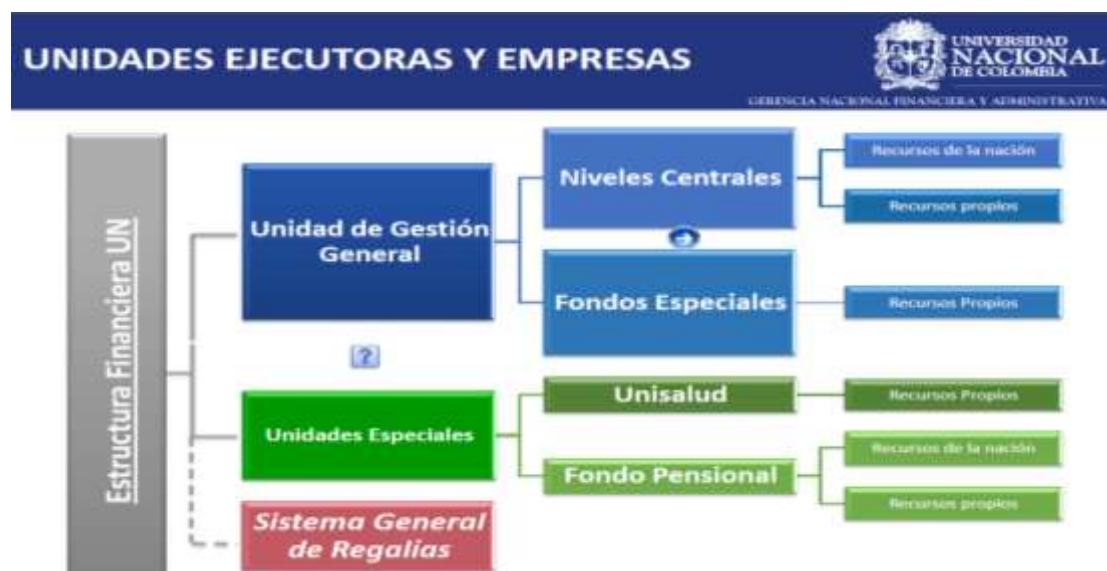 UNIDADES EJECUTORAS Y EMPRESAS
UNIVERSIDAD
NACIONAL
DE COLOMBIA
GERENCIA NACIONAL FINANCIERA Y ADMINISTRATIVA
Estructura Financiera UN
Unidad de Gestión
General
Niveles Centrales
Recursos de la nación
Recursos propios
Fondos Especiales
Recursos Propios
?
Unidades Especiales
Unisalud
Recursos Propios
Fondo Pensional
Recursos de la nación
Recursos propios
Sistema General
de Regalías